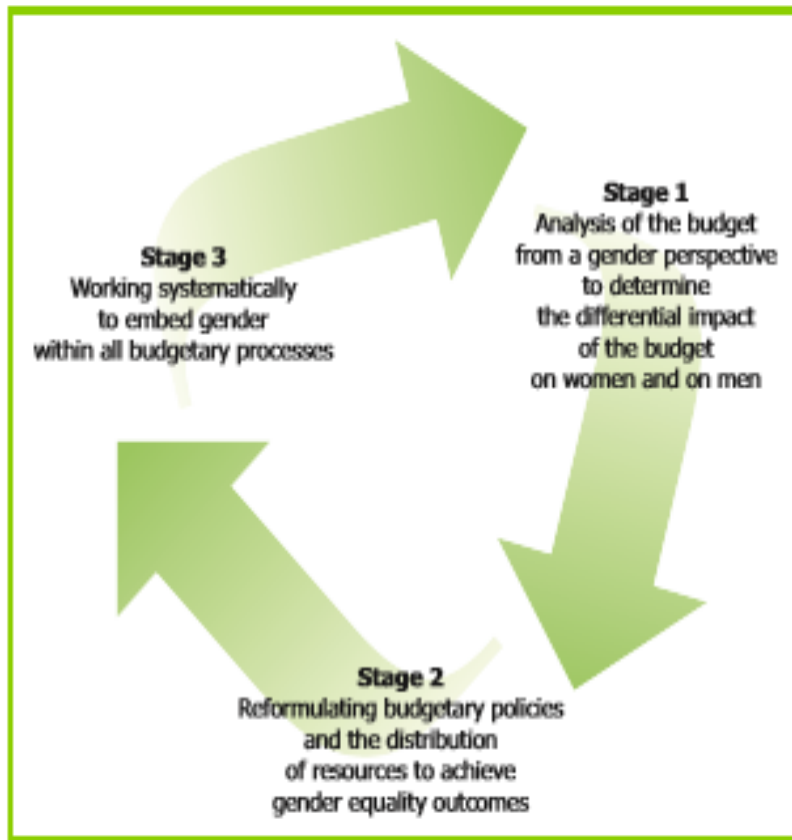 Stage 1
Analysis of the budget
from a gender perspective
to determine
the differential impact
of the budget
on women and on men
Stage 2
Reformulating budgetary policies
and the distribution
of resources to achieve
gender equality outcomes
Stage 3
Working systematically
to embed gender
within all budgetary processes